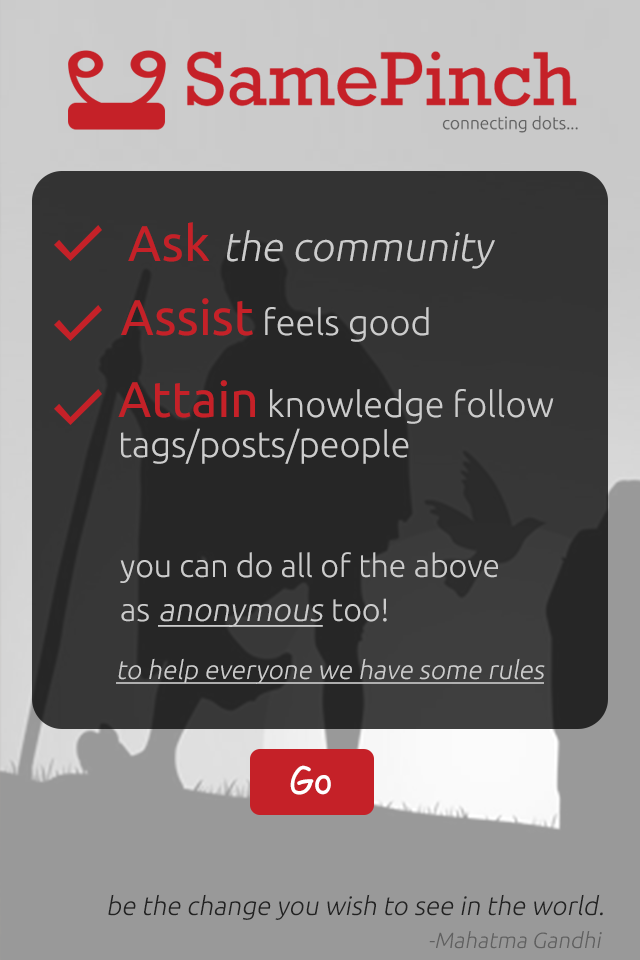 SamePinch
connecting dots...
Ask the community
Assist feels good
Attain knowledge follow
tags/posts/people
you can do all of the above
as anonymous too!
to help everyone we have some rules
Go
be the change you wish to see in the world.
-Mahatma Gandhi